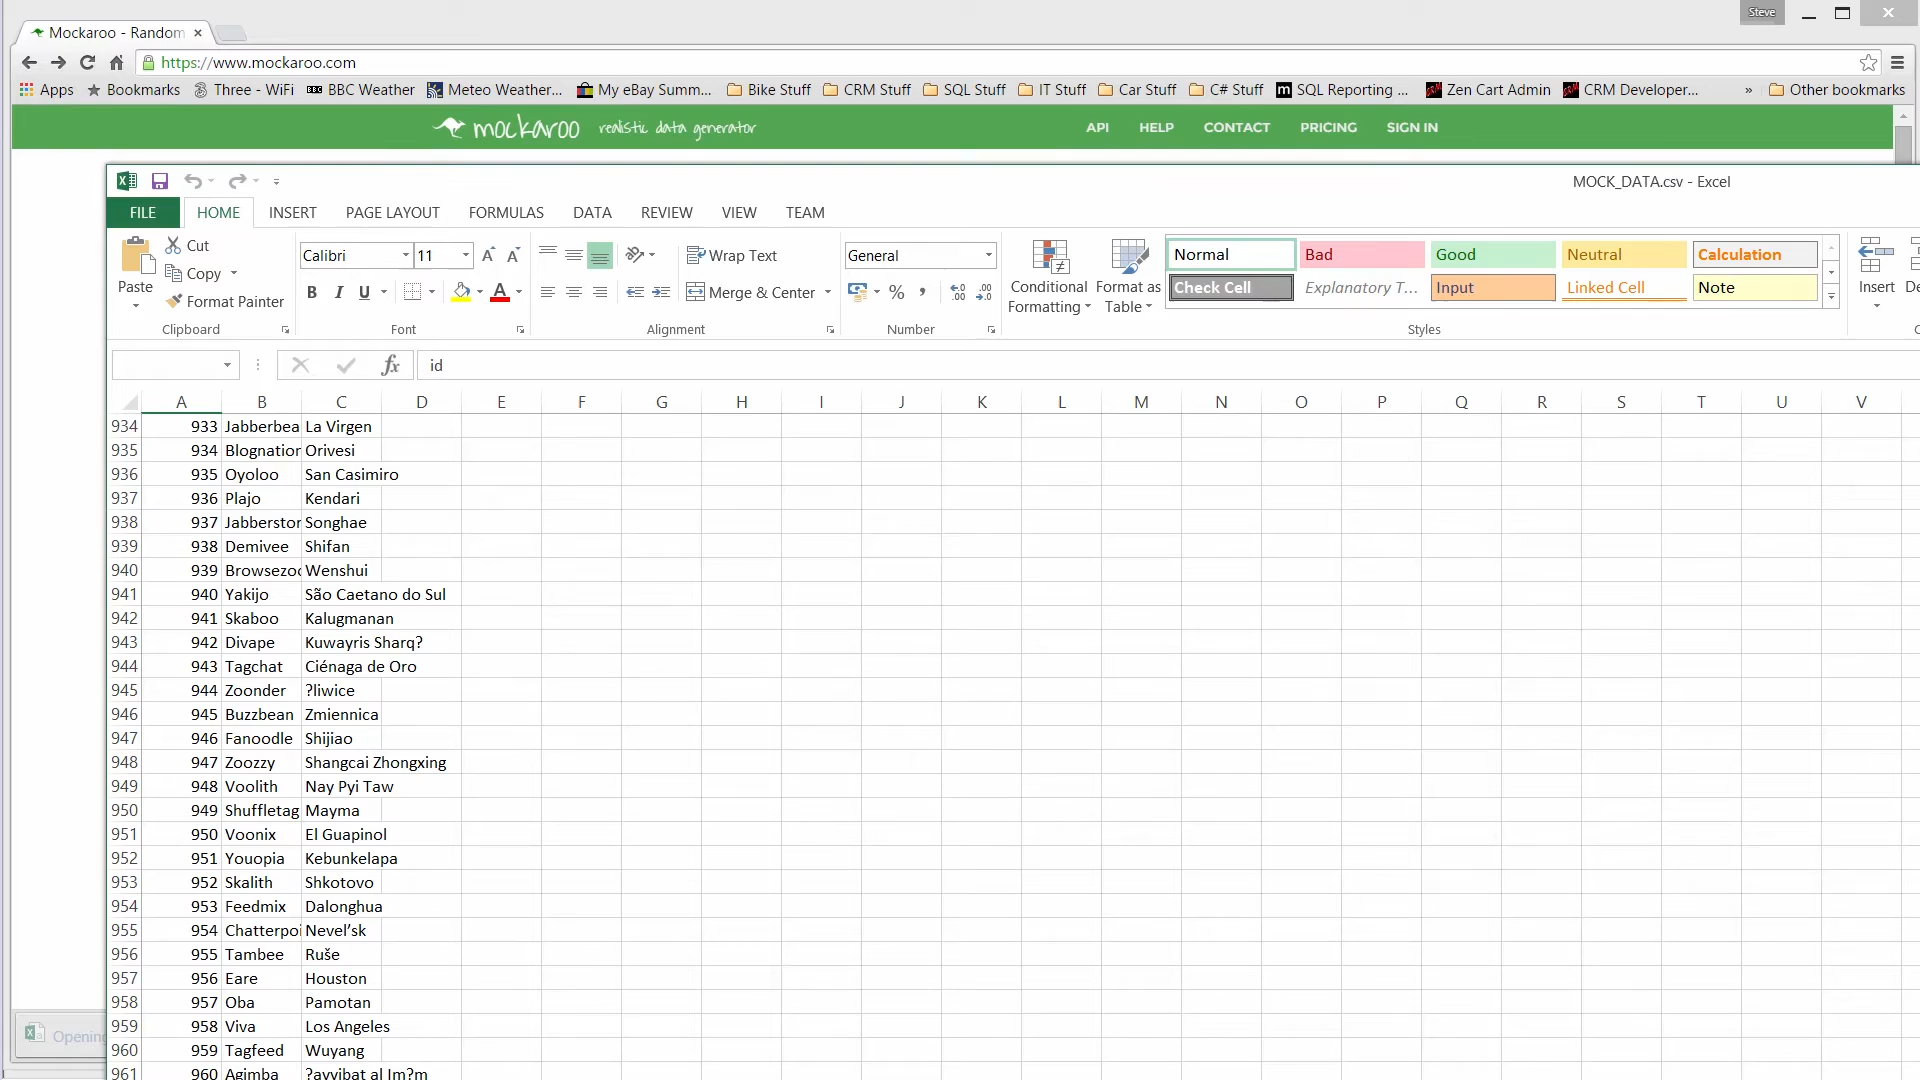 Steve
Mockaroo - Random
https://www.mockaroo.com
Apps Bookmarks Three - WiFi BBC Weather Meteo Weather... My eBay Summ... Bike Stuff CRM Stuff SQL Stuff IT Stuff Car Stuff C# Stuff SQL Reporting ... Zen Cart Admin CRM Developer... » Other bookmarks
mockaroo realistic data generator API HELP CONTACT PRICING SIGN IN
MOCK_DATA.csv - Excel
FILE HOME INSERT PAGE LAYOUT FORMULAS DATA REVIEW VIEW TEAM
Paste
Cut
Copy
Format Painter
Clipboard
Calibri 11
B I U
Font
Wrap Text
Merge & Center
Alignment
General
% ,
Number
Conditional Formatting
Format as Table
Normal Bad Good Neutral Calculation
Check Cell Explanatory T... Input Linked Cell Note
Styles
Insert
fx id
A B C D E F G H I J K L M N O P Q R S T U V
934 933 Jabberbea La Virgen
935 934 Blognation Orivesi
936 935 Oyoloo San Casimiro
937 936 Plajo Kendari
938 937 Jabberstor Songhae
939 938 Demivee Shifan
940 939 Browsezoo Wenshui
941 940 Yakijo São Caetano do Sul
942 941 Skaboo Kalugmanan
943 942 Divape Kuwayris Sharq?
944 943 Tagchat Ciénaga de Oro
945 944 Zoonder ?liwice
946 945 Buzzbean Zmiennica
947 946 Fanoodle Shijiao
948 947 Zoozzy Shangcai Zhongxing
949 948 Voolith Nay Pyi Taw
950 949 Shuffletag Mayma
951 950 Voonix El Guapinol
952 951 Youopia Kebunkelapa
953 952 Skalith Shkotovo
954 953 Feedmix Dalonghua
955 954 Chatterpoi Nevel’sk
956 955 Tambee Ruše
957 956 Eare Houston
958 957 Oba Pamotan
959 958 Viva Los Angeles
960 959 Tagfeed Wuyang
961 960 Agimba ?ayyibat al Im?m
Opening